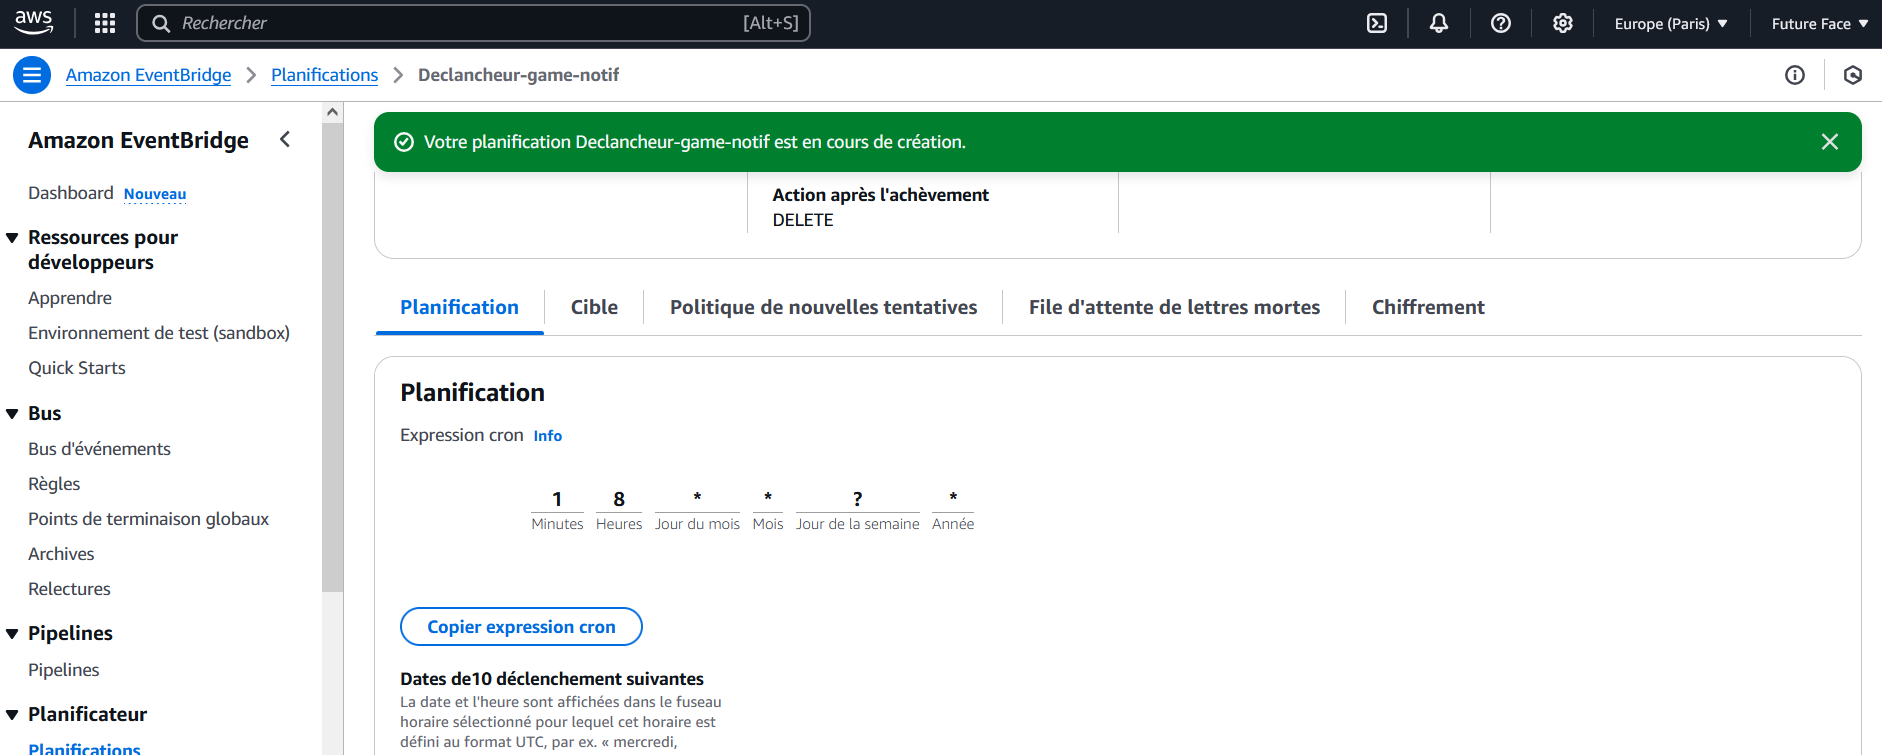 aws
Rechercher
[Alt+S]
Europe (Paris)
Future Face
Amazon EventBridge
Planifications
Declancheur-game-notif
Amazon EventBridge
Dashboard Nouveau
Ressources pour
développeurs
Apprendre
Environnement de test (sandbox)
Quick Starts
Bus
Bus d'événements
Règles
Points de terminaison globaux
Archives
Relectures
Pipelines
Pipelines
Planificateur
Planifications
Votre planification Declancheur-game-notif est en cours de création.
Action après l'achèvement
DELETE
Planification
Cible
Politique de nouvelles tentatives
File d'attente de lettres mortes
Chiffrement
Planification
Expression cron Info
1 8 * * ? *
Minutes Heures Jour du mois Mois Jour de la semaine Année
Copier expression cron
Dates de10 déclenchement suivantes
La date et l'heure sont affichées dans le fuseau
horaire sélectionné pour lequel cet horaire est
défini au format UTC, par ex. « mercredi,